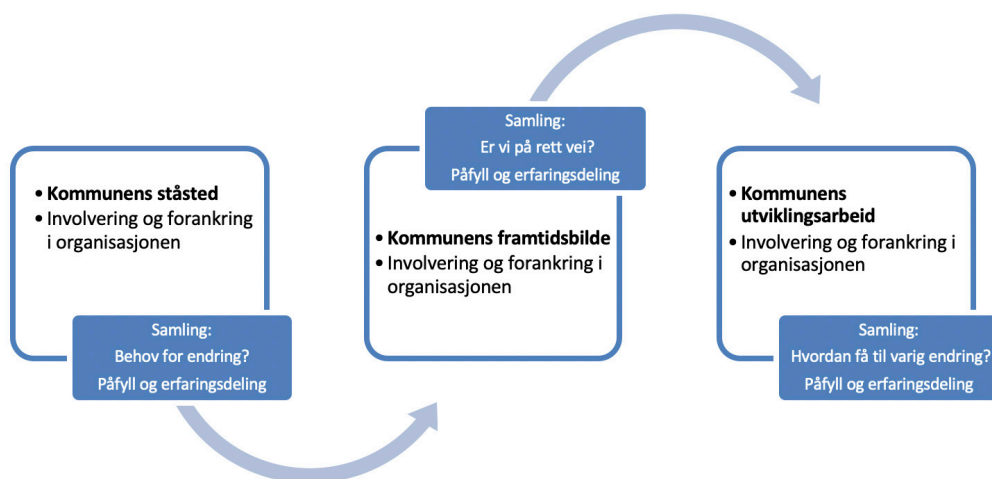 • Kommunens ståsted
• Involvering og forankring
i organisasjonen
Samling:
Behov for endring?
Påfyll og erfaringsdeling
Samling:
Er vi på rett vei?
Påfyll og erfaringsdeling
• Kommunens framtidsbilde
• Involvering og forankring i
organisasjonen
• Kommunens
utviklingsarbeid
• Involvering og forankring i
organisasjonen
Samling:
Hvordan få til varig endring?
Påfyll og erfaringsdeling